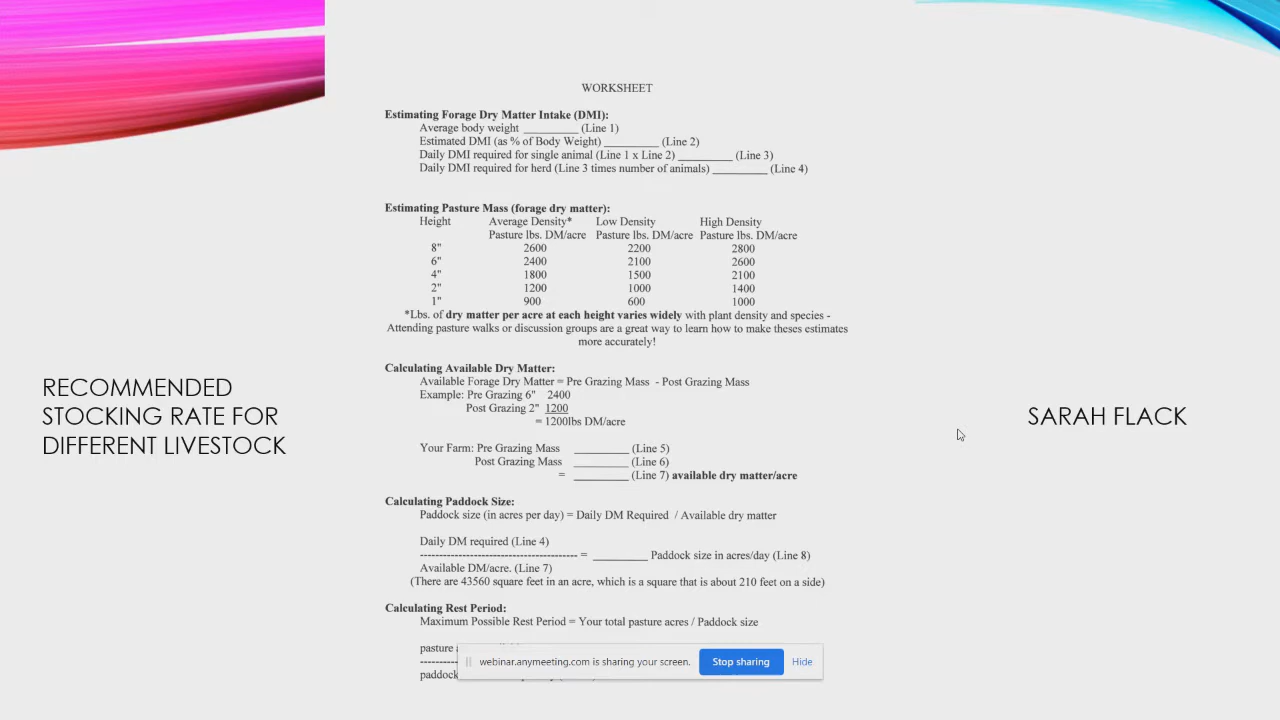 RECOMMENDED
STOCKING RATE FOR
DIFFERENT LIVESTOCK
WORKSHEET
Estimating Forage Dry Matter Intake (DMI):
Average body weight _________ (Line 1)
Estimated DMI (as % of Body Weight) _________ (Line 2)
Daily DMI required for single animal (Line 1 x Line 2) _________ (Line 3)
Daily DMI required for herd (Line 3 times number of animals) _________ (Line 4)
Estimating Pasture Mass (forage dry matter):
Height Average Density* Low Density High Density
Pasture lbs. DM/acre Pasture lbs. DM/acre Pasture lbs. DM/acre
8" 2600 2200 2800
6" 2400 2100 2600
4" 1800 1500 2100
2" 1200 1000 1400
1" 900 600 1000
*Lbs. of dry matter per acre at each height varies widely with plant density and species -
Attending pasture walks or discussion groups are a great way to learn how to make theses estimates
more accurately!
Calculating Available Dry Matter:
Available Forage Dry Matter = Pre Grazing Mass - Post Grazing Mass
Example: Pre Grazing 6" 2400
Post Grazing 2" 1200
= 1200lbs DM/acre
Your Farm: Pre Grazing Mass _________ (Line 5)
Post Grazing Mass _________ (Line 6)
= _________ (Line 7) available dry matter/acre
Calculating Paddock Size:
Paddock size (in acres per day) = Daily DM Required / Available dry matter
Daily DM required (Line 4)
---------------------------------------- = _________ Paddock size in acres/day (Line 8)
Available DM/acre. (Line 7)
(There are 43560 square feet in an acre, which is a square that is about 210 feet on a side)
Calculating Rest Period:
Maximum Possible Rest Period = Your total pasture acres / Paddock size
pasture
paddock
webinar.anymeeting.com is sharing your screen. Stop sharing Hide
SARAH FLACK